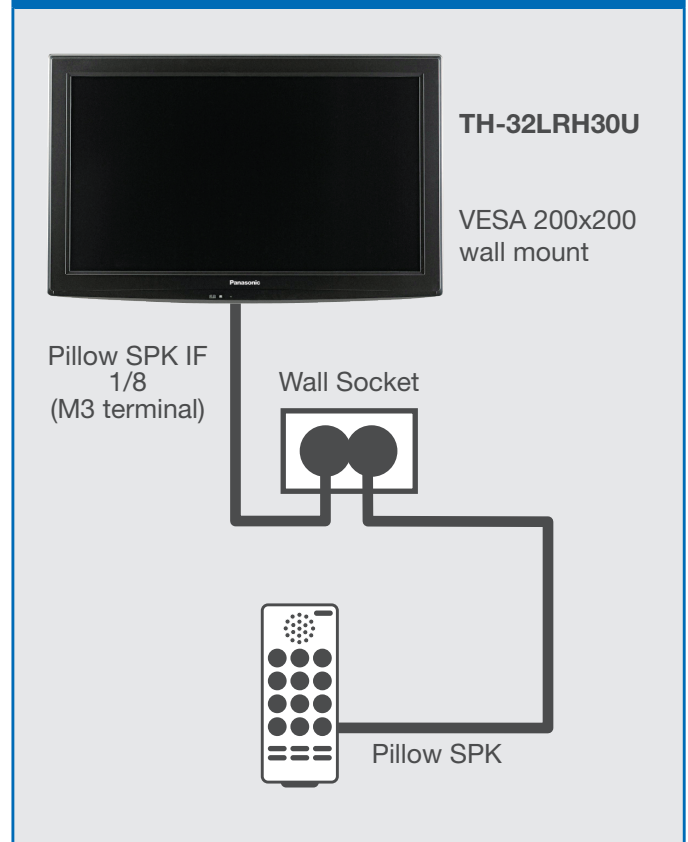 TH-32LRH30U
VESA 200x200
wall mount
Panasonic
Pillow SPK IF
1/8
(M3 terminal)
Wall Socket
Pillow SPK